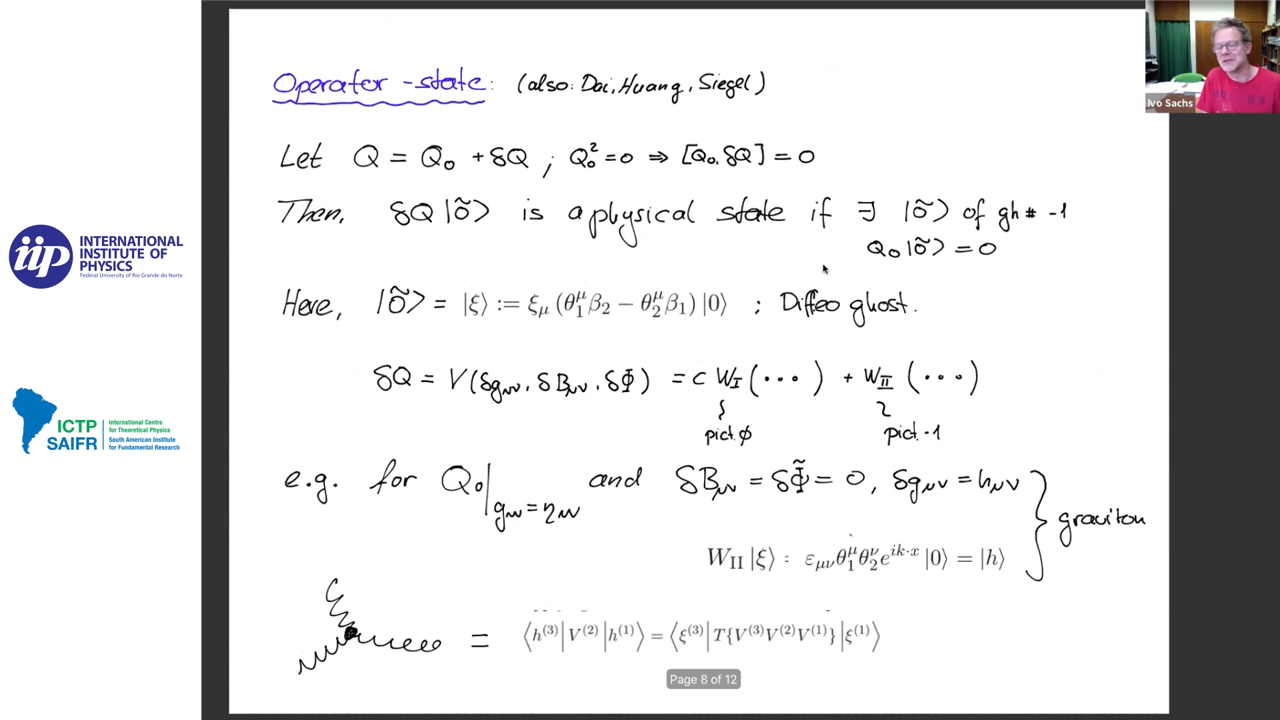 Operator-state: (also: Dai, Huang, Siegel)
Let Q = Q₀ + δQ ; Q₀² = 0 ⇒ [Q₀, δQ] = 0
Then, δQ |õ⟩ is a physical state if ∃ |õ⟩ of gh# -1
Q₀ |õ⟩ = 0
Here, |õ⟩ = |ξ⟩ := ξ_μ (θ₁^μ β₂ − θ₂^μ β₁) |0⟩ ; Diffeo ghost.
δQ = V(δg_μν, δB_μν, δΦ) = c W_I (···) + W_II (···)
pict. ϕ pict. -1
e.g. for Q₀|_{g_μν = η_μν} and δB_μν = δΦ̃ = 0, δg_μν = h_μν
graviton
W_II |ξ⟩ : ε_μν θ₁^μ θ₂^ν e^{ik·x} |0⟩ = |h⟩
= ⟨h⁽³⁾| V⁽²⁾ |h⁽¹⁾⟩ = ⟨ξ⁽³⁾| T{V⁽³⁾V⁽²⁾V⁽¹⁾} |ξ⁽¹⁾⟩
Page 8 of 12
Ivo Sachs
iip
INTERNATIONAL
INSTITUTE OF
PHYSICS
Federal University of Rio Grande do Norte
ICTP
SAIFR
International Centre
for Theoretical Physics
South American Institute
for Fundamental Research